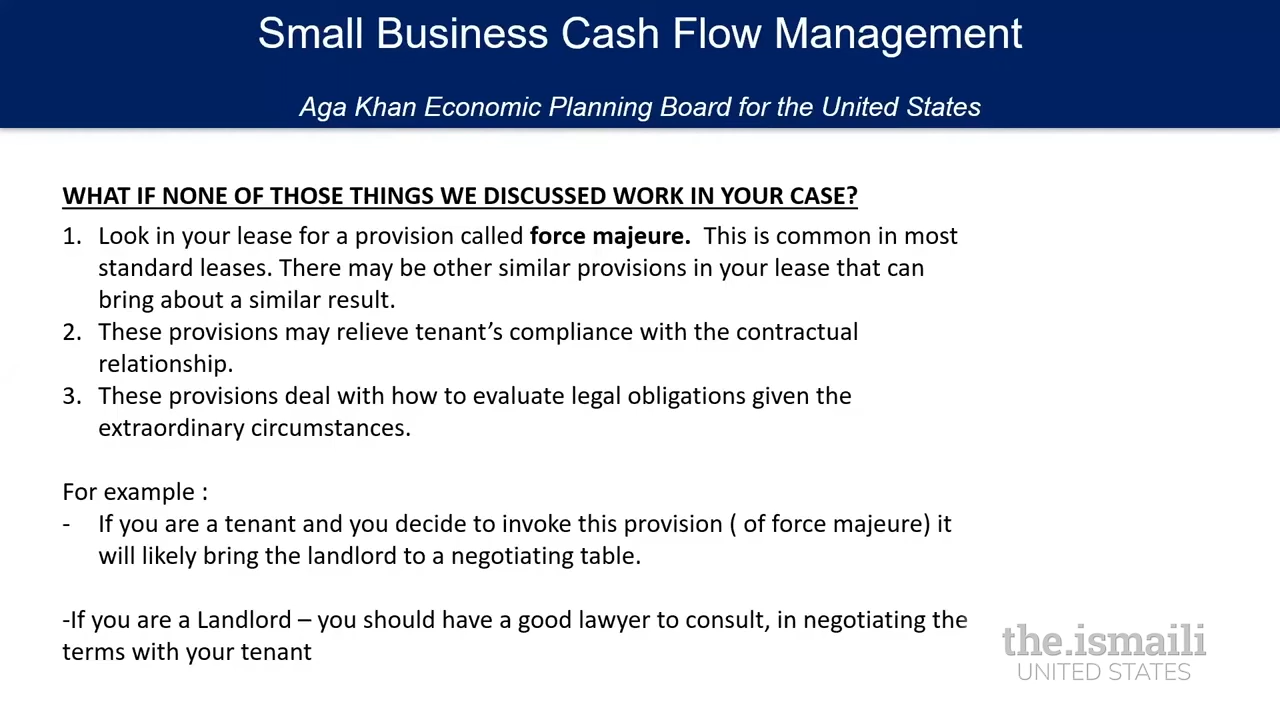 Small Business Cash Flow Management
Aga Khan Economic Planning Board for the United States
WHAT IF NONE OF THOSE THINGS WE DISCUSSED WORK IN YOUR CASE?
1. Look in your lease for a provision called force majeure. This is common in most
standard leases. There may be other similar provisions in your lease that can
bring about a similar result.
2. These provisions may relieve tenant’s compliance with the contractual
relationship.
3. These provisions deal with how to evaluate legal obligations given the
extraordinary circumstances.
For example :
- If you are a tenant and you decide to invoke this provision ( of force majeure) it
will likely bring the landlord to a negotiating table.
-If you are a Landlord – you should have a good lawyer to consult, in negotiating the
terms with your tenant
the.ismaili
UNITED STATES